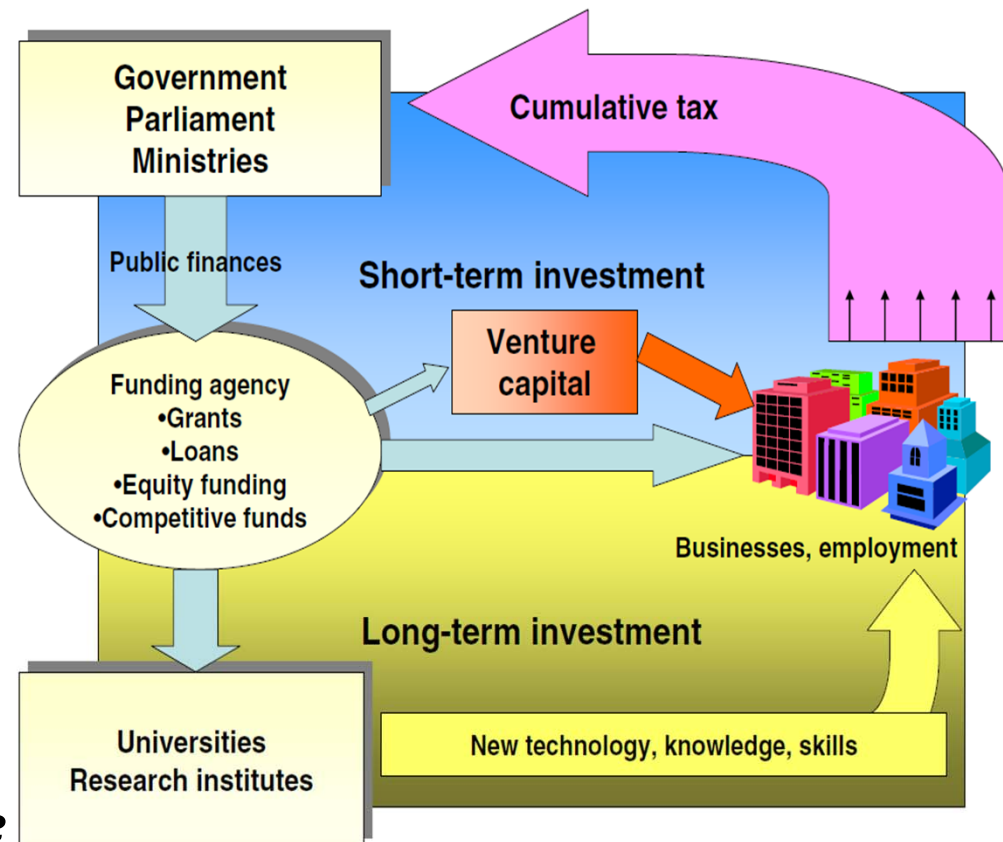 Government
Parliament
Ministries
Cumulative tax
Public finances
Short-term investment
Venture
capital
Funding agency
•Grants
•Loans
•Equity funding
•Competitive funds
Businesses, employment
Long-term investment
Universities
Research institutes
New technology, knowledge, skills